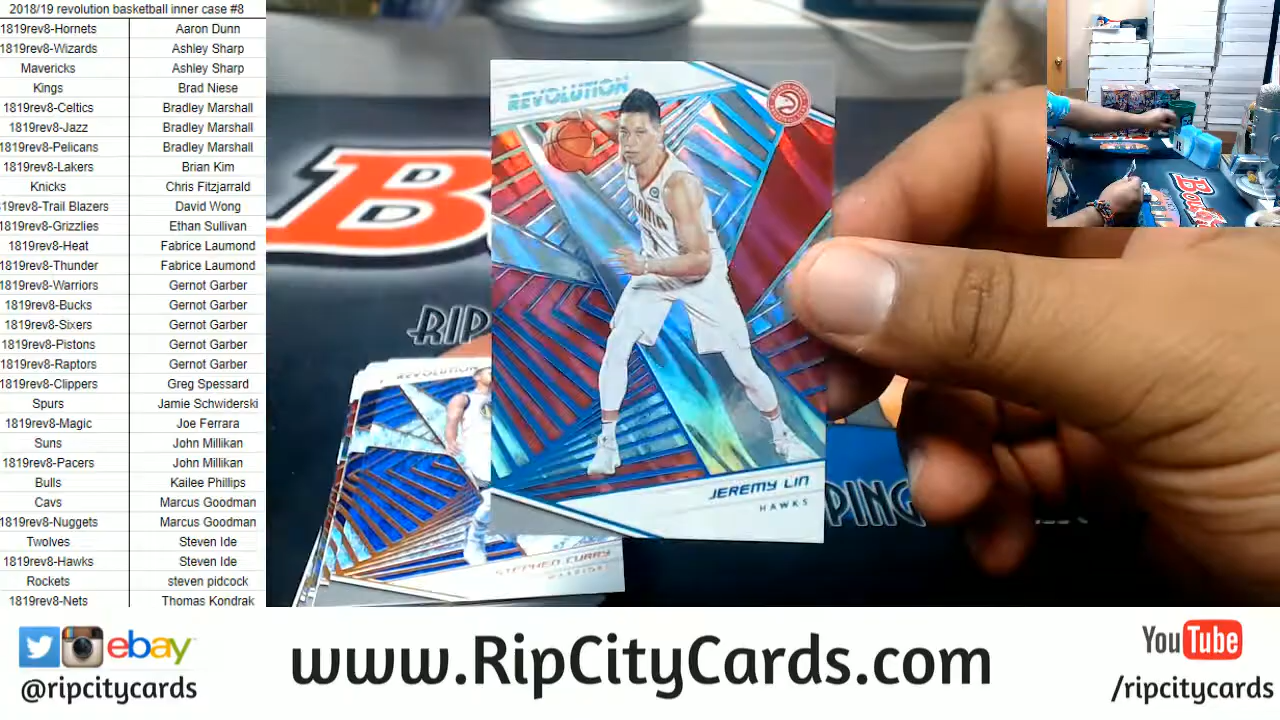 2018/19 revolution basketball inner case #8
1819rev8-Hornets Aaron Dunn
1819rev8-Wizards Ashley Sharp
Mavericks Ashley Sharp
Kings Brad Niese
1819rev8-Celtics Bradley Marshall
1819rev8-Jazz Bradley Marshall
1819rev8-Pelicans Bradley Marshall
1819rev8-Lakers Brian Kim
Knicks Chris Fitzjarrald
819rev8-Trail Blazers David Wong
1819rev8-Grizzlies Ethan Sullivan
1819rev8-Heat Fabrice Laumond
1819rev8-Thunder Fabrice Laumond
1819rev8-Warriors Gernot Garber
1819rev8-Bucks Gernot Garber
1819rev8-Sixers Gernot Garber
1819rev8-Pistons Gernot Garber
1819rev8-Raptors Gernot Garber
1819rev8-Clippers Greg Spessard
Spurs Jamie Schwiderski
1819rev8-Magic Joe Ferrara
Suns John Millikan
1819rev8-Pacers John Millikan
Bulls Kailee Phillips
Cavs Marcus Goodman
1819rev8-Nuggets Marcus Goodman
Twolves Steven Ide
1819rev8-Hawks Steven Ide
Rockets steven pidcock
1819rev8-Nets Thomas Kondrak
REVOLUTION
JEREMY LIN
HAWKS
RIP
PING
REVOLUTION
STEPHEN CURRY
ebay
@ripcitycards
www.RipCityCards.com
YouTube
/ripcitycards